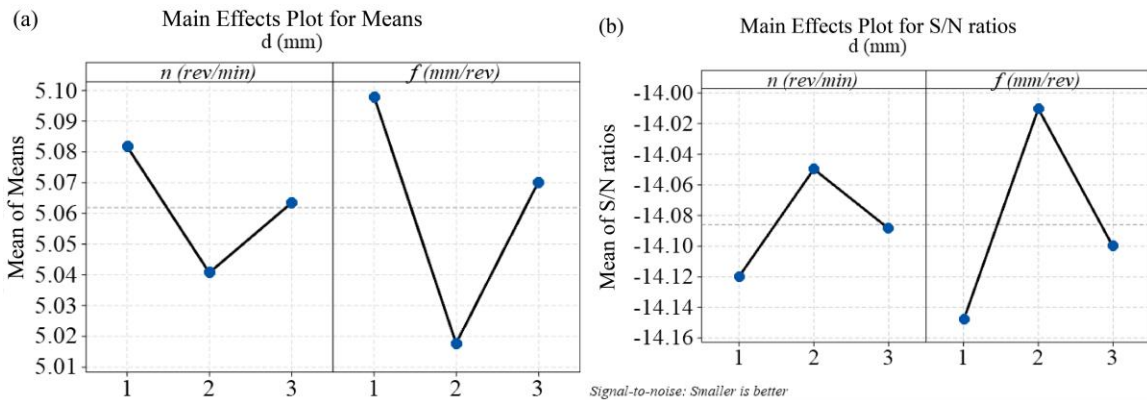 (a)
Main Effects Plot for Means
d (mm)
n (rev/min)
f (mm/rev)
Mean of Means
5.10
5.09
5.08
5.07
5.06
5.05
5.04
5.03
5.02
5.01
1 2 3 1 2 3
(b)
Main Effects Plot for S/N ratios
d (mm)
n (rev/min)
f (mm/rev)
Mean of S/N ratios
-14.00
-14.02
-14.04
-14.06
-14.08
-14.10
-14.12
-14.14
-14.16
1 2 3 1 2 3
Signal-to-noise: Smaller is better